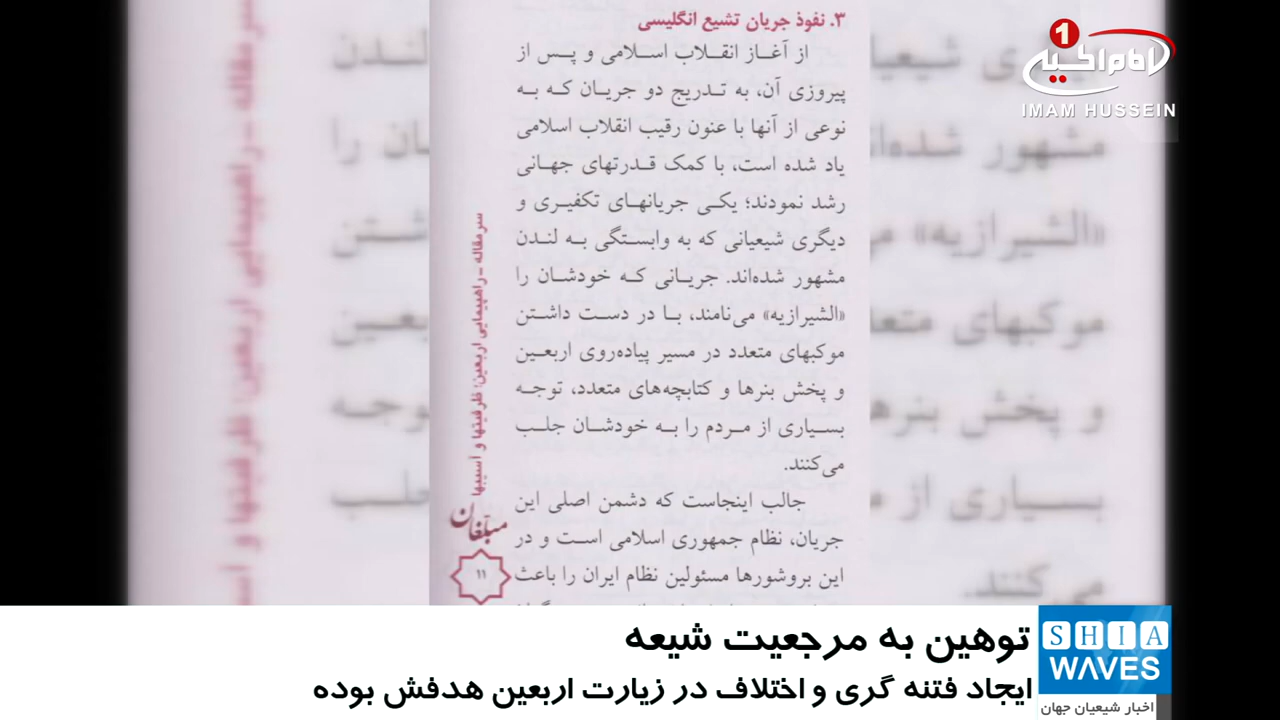 ۳. نفوذ جریان تشیع انگلیسی
از آغاز انقلاب اسلامی و پس از
پیروزی آن، به تدریج دو جریان که به
نوعی از آنها با عنون رقیب انقلاب اسلامی
یاد شده است، با کمک قدرتهای جهانی
رشد نمودند؛ یکی جریانهای تکفیری و
دیگری شیعیانی که به وابستگی به لندن
مشهور شده‌اند. جریانی که خودشان را
«الشیرازیه» می‌نامند، با در دست داشتن
موکبهای متعدد در مسیر پیاده‌روی اربعین
و پخش بنرها و کتابچه‌های متعدد، توجه
بسیاری از مردم را به خودشان جلب
می‌کنند.
جالب اینجاست که دشمن اصلی این
جریان، نظام جمهوری اسلامی است و در
این بروشورها مسئولین نظام ایران را باعث
سرمقاله - راهپیمایی اربعین؛ ظرفیتها و آسیبها
مبلغان
۱۱
1
امام الحسین
IMAM HUSSEIN
توهین به مرجعیت شیعه
ایجاد فتنه گری و اختلاف در زیارت اربعین هدفش بوده
SHIA
WAVES
اخبار شیعیان جهان